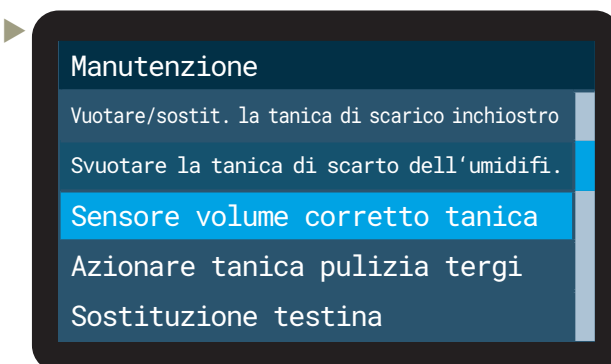 Manutenzione
Vuotare/sostit. la tanica di scarico inchiostro
Svuotare la tanica di scarto dell'umidifi.
Sensore volume corretto tanica
Azionare tanica pulizia tergi
Sostituzione testina